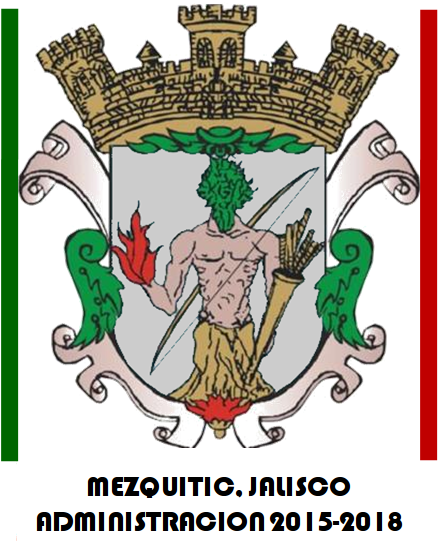 MEZQUITIC, JALISCO
ADMINISTRACION 2015-2018